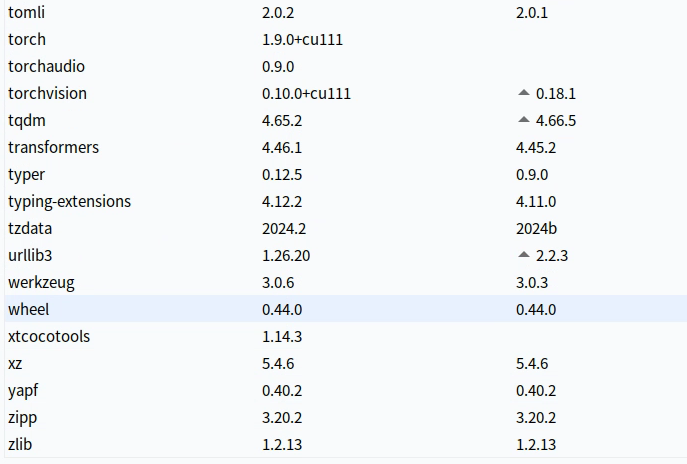 tomli 2.0.2 2.0.1
torch 1.9.0+cu111
torchaudio 0.9.0
torchvision 0.10.0+cu111 0.18.1
tqdm 4.65.2 4.66.5
transformers 4.46.1 4.45.2
typer 0.12.5 0.9.0
typing-extensions 4.12.2 4.11.0
tzdata 2024.2 2024b
urllib3 1.26.20 2.2.3
werkzeug 3.0.6 3.0.3
wheel 0.44.0 0.44.0
xtcocotools 1.14.3
xz 5.4.6 5.4.6
yapf 0.40.2 0.40.2
zipp 3.20.2 3.20.2
zlib 1.2.13 1.2.13